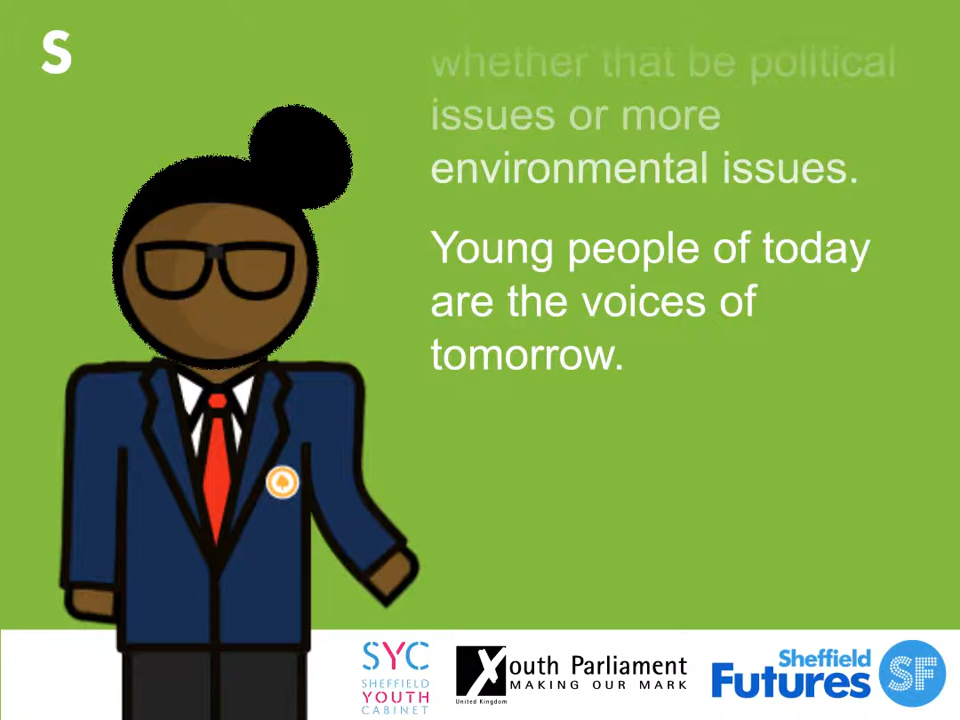 S
whether that be political
issues or more
environmental issues.
Young people of today
are the voices of
tomorrow.
SYC
SHEFFIELD
YOUTH
CABINET
Youth Parliament
MAKING OUR MARK
United Kingdom
Sheffield
Futures
SF